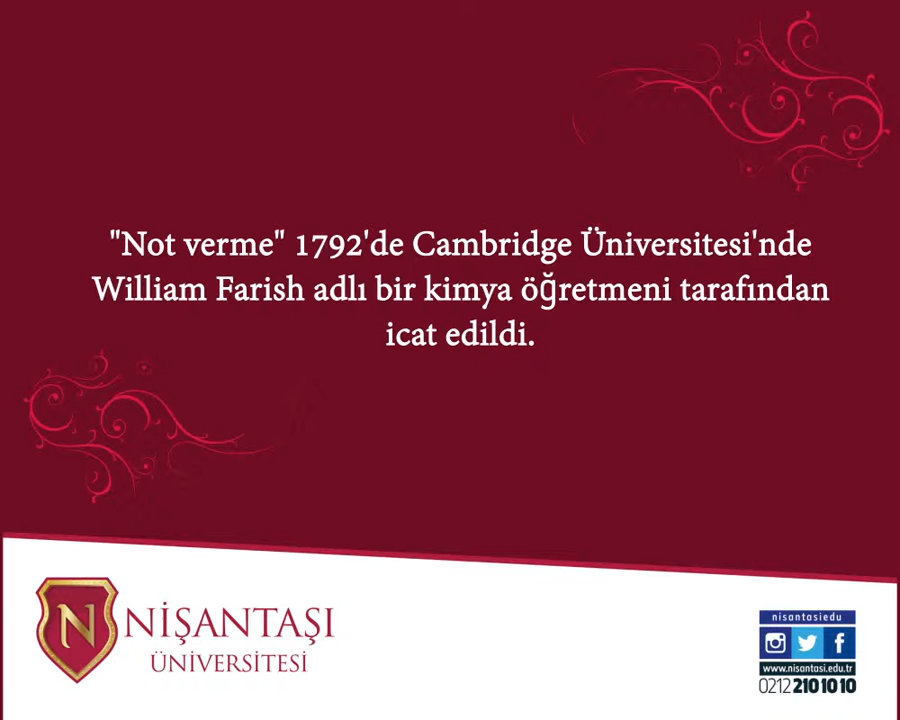 "Not verme" 1792'de Cambridge Üniversitesi'nde
William Farish adlı bir kimya öğretmeni tarafından
icat edildi.
N
NİŞANTAŞI
ÜNİVERSİTESİ
nisantasiedu
www.nisantasi.edu.tr
0212 210 10 10